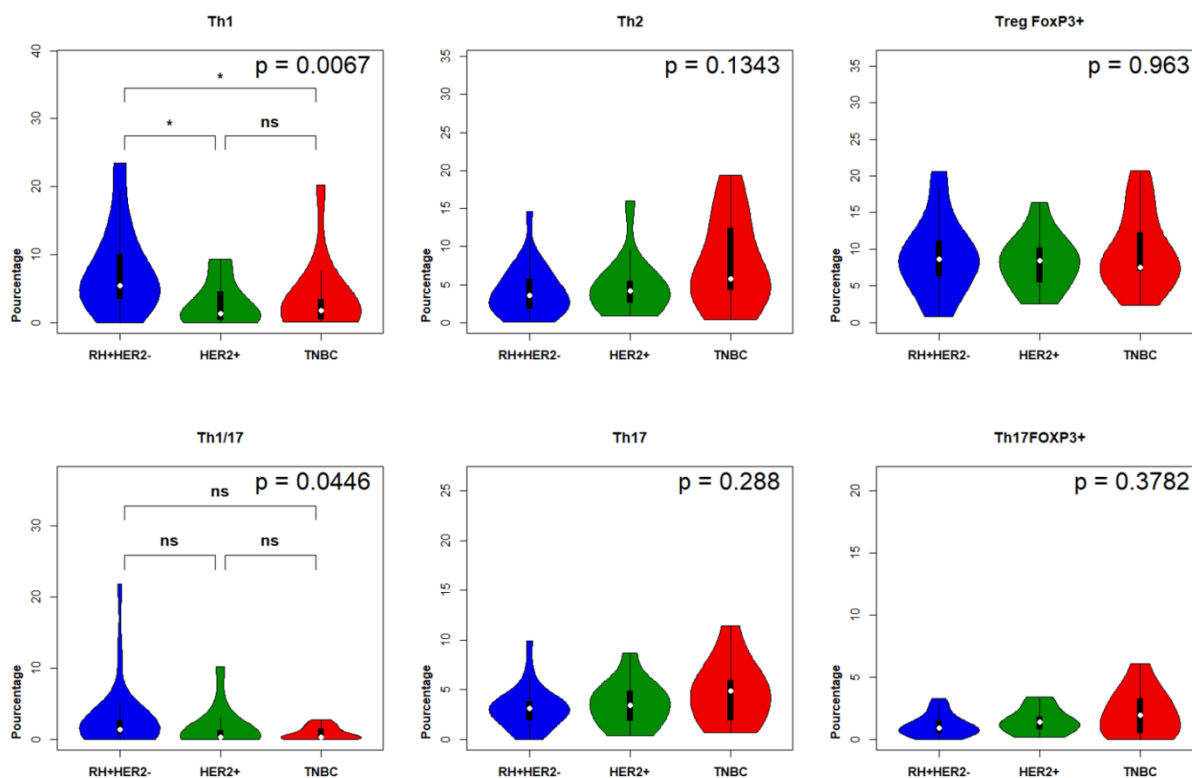 Th1
p = 0.0067
*
*
ns
Pourcentage
0
10
20
30
40
RH+HER2-
HER2+
TNBC
Th2
p = 0.1343
Pourcentage
0
5
10
15
20
25
30
35
RH+HER2-
HER2+
TNBC
Treg FoxP3+
p = 0.963
Pourcentage
0
5
10
15
20
25
30
35
RH+HER2-
HER2+
TNBC
Th1/17
p = 0.0446
ns
ns
ns
Pourcentage
0
10
20
30
RH+HER2-
HER2+
TNBC
Th17
p = 0.288
Pourcentage
0
5
10
15
20
25
RH+HER2-
HER2+
TNBC
Th17FOXP3+
p = 0.3782
Pourcentage
0
5
10
15
20
RH+HER2-
HER2+
TNBC